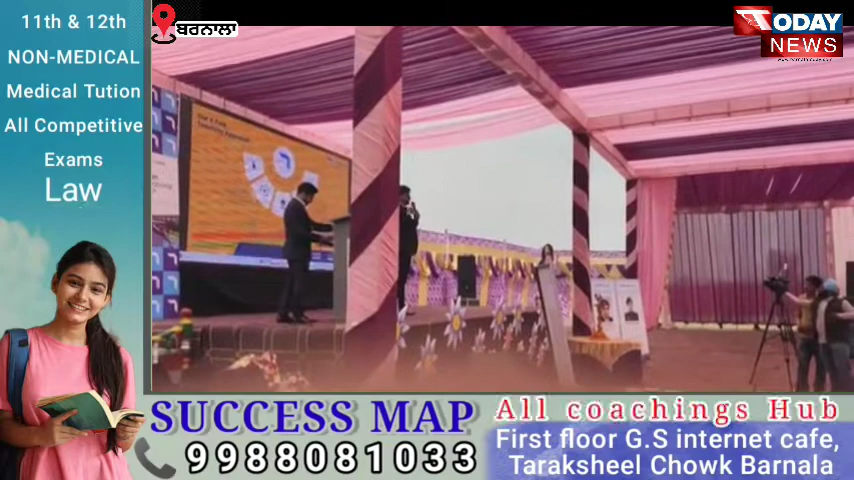 11th & 12th
NON-MEDICAL
Medical Tution
All Competitive
Exams
Law
ਬਰਨਾਲਾ
TODAY
NEWS
SUCCESS MAP
9988081033
All coachings Hub
First floor G.S internet cafe,
Taraksheel Chowk Barnala